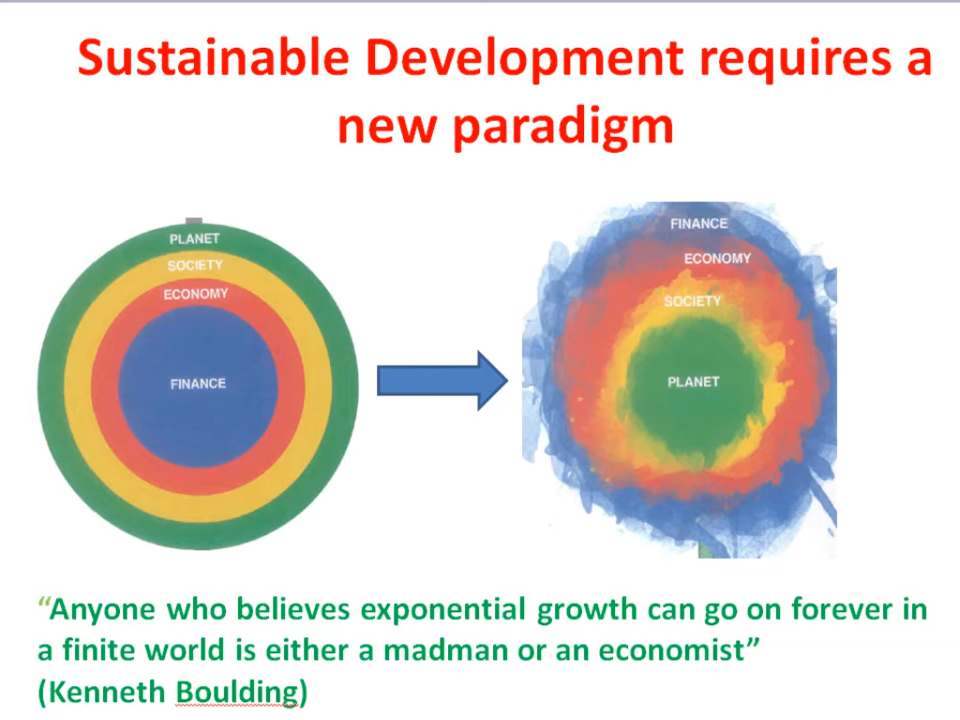 Sustainable Development requires a
new paradigm
PLANET
SOCIETY
ECONOMY
FINANCE
FINANCE
ECONOMY
SOCIETY
PLANET
“Anyone who believes exponential growth can go on forever in
a finite world is either a madman or an economist”
(Kenneth Boulding)